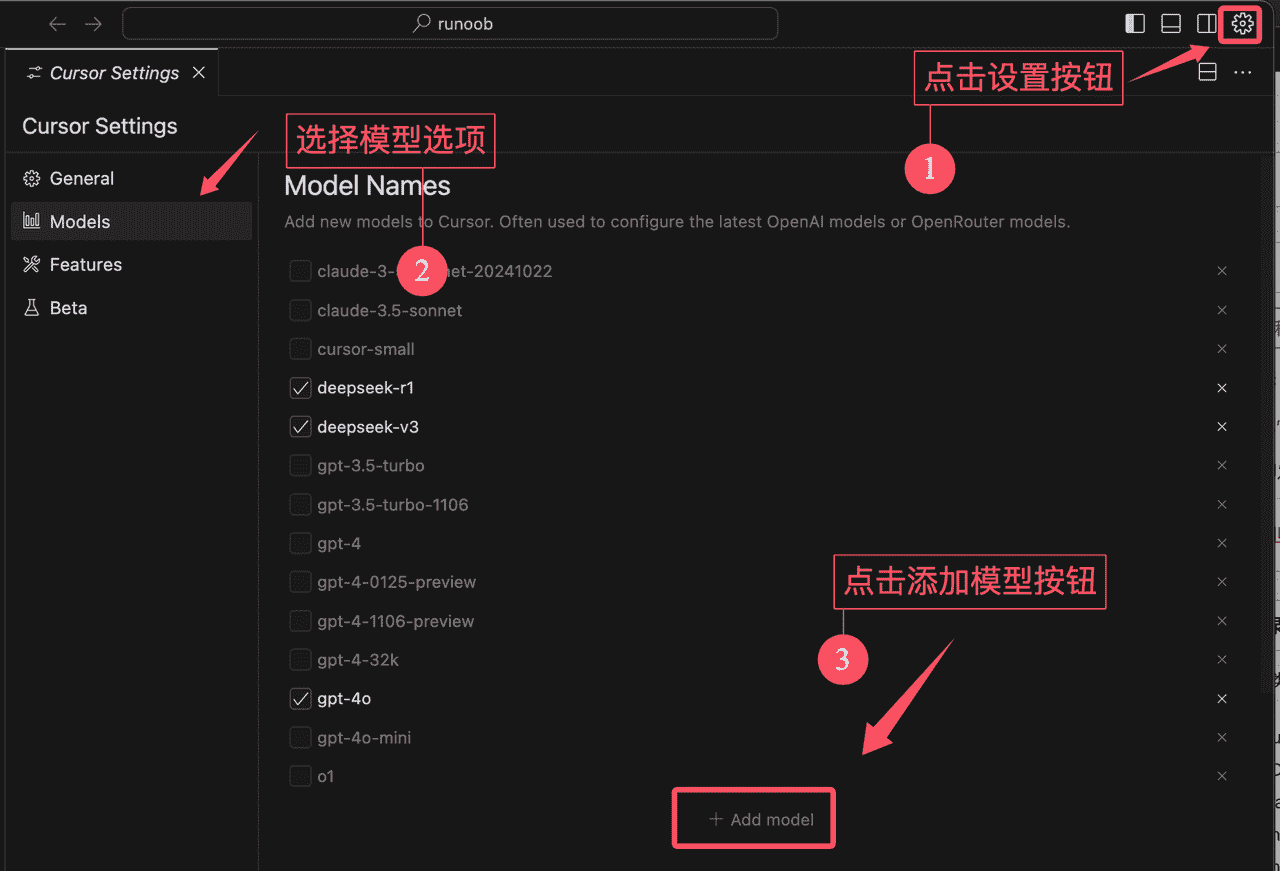 runoob
Cursor Settings
点击设置按钮
Cursor Settings
选择模型选项
1
General
Model Names
Models
Add new models to Cursor. Often used to configure the latest OpenAI models or OpenRouter models.
Features
2
claude-3- net-20241022
Beta
claude-3.5-sonnet
cursor-small
deepseek-r1
deepseek-v3
gpt-3.5-turbo
gpt-3.5-turbo-1106
gpt-4
点击添加模型按钮
gpt-4-0125-preview
gpt-4-1106-preview
3
gpt-4-32k
gpt-4o
gpt-4o-mini
o1
+ Add model